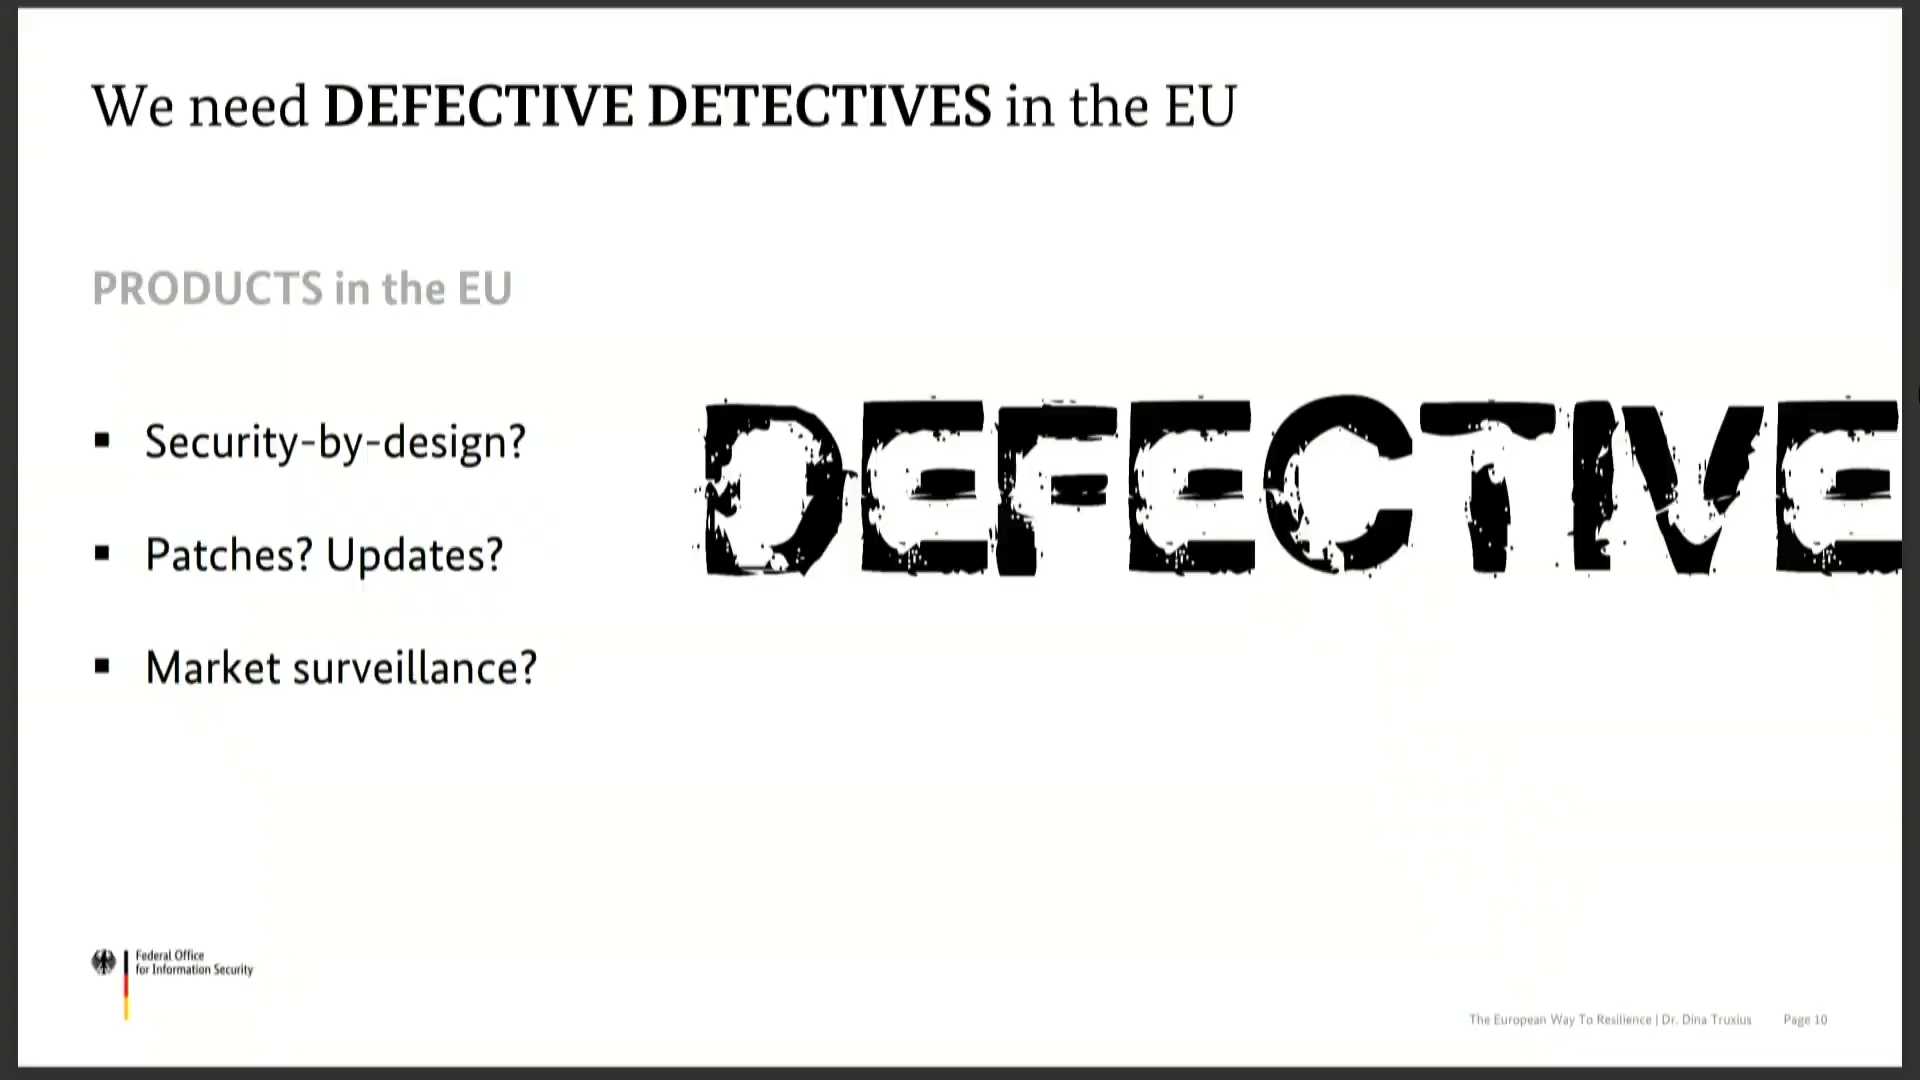 We need DEFECTIVE DETECTIVES in the EU
PRODUCTS in the EU
Security-by-design?
Patches? Updates?
Market surveillance?
DEFECTIVE
Federal Office
for Information Security
The European Way To Resilience | Dr. Dina Truxius
Page 10